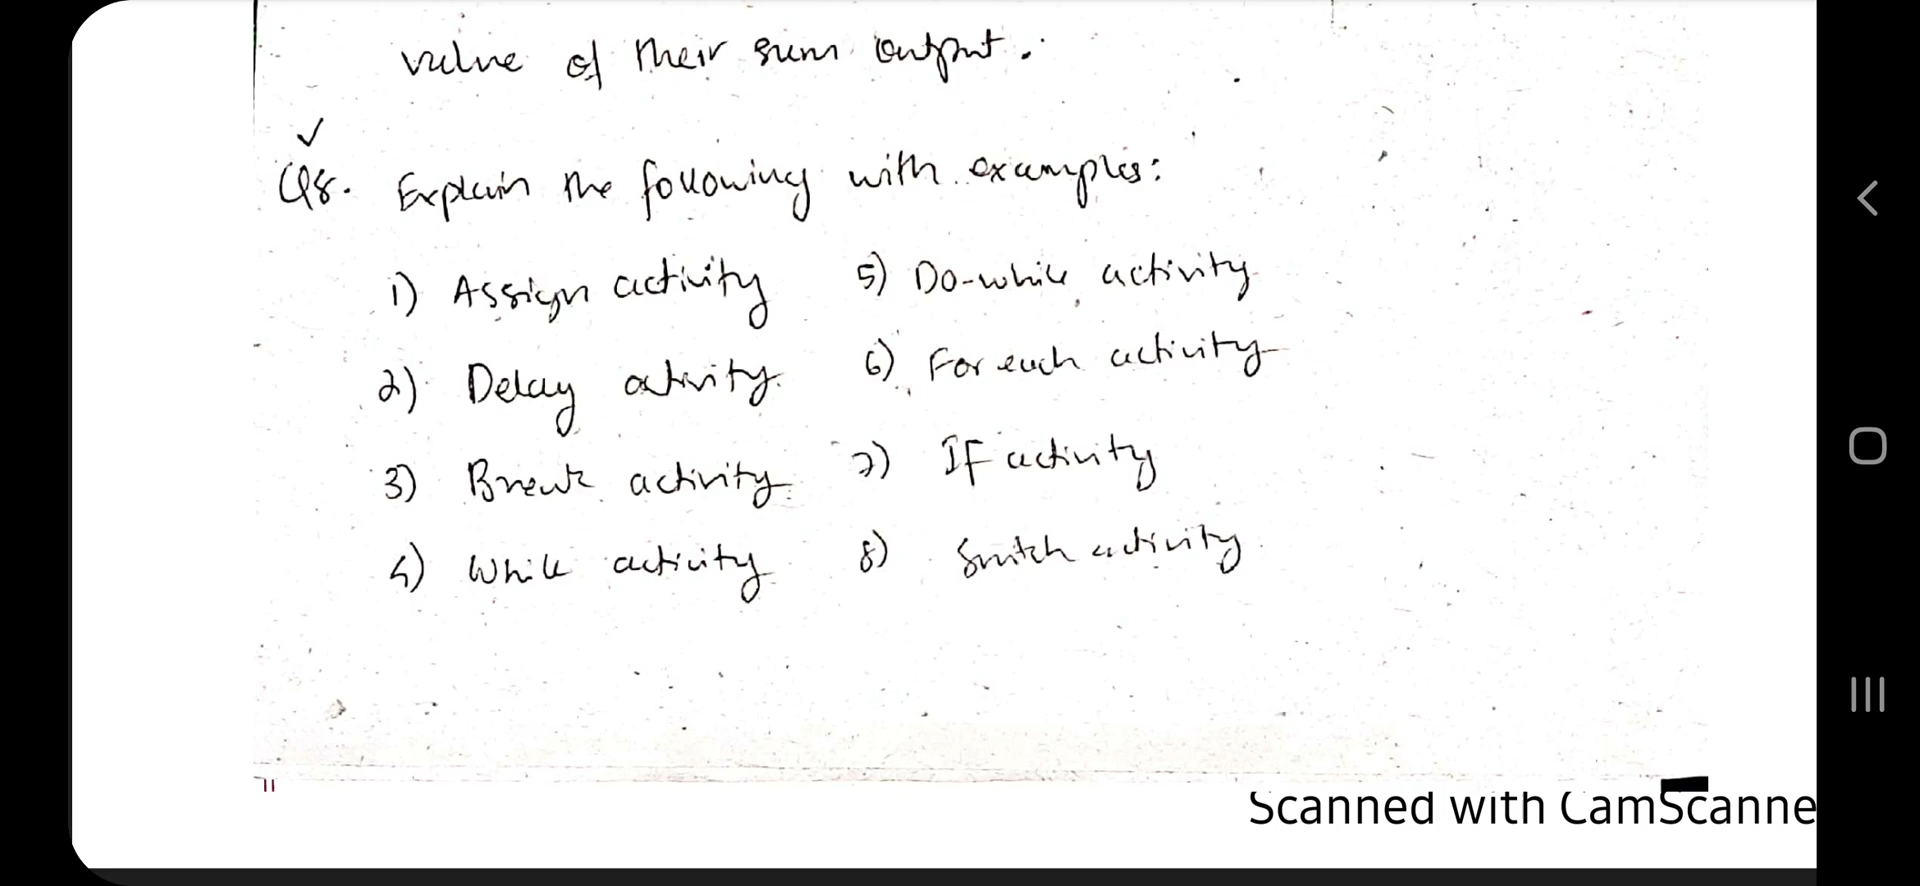 value of their sum output.
Q8. Explain the following with examples:
1) Assign activity
2) Delay activity.
3) Break activity.
4) While activity
5) Do-while activity
6) For each activity
7) If activity
8) Switch activity.
11
Scanned with CamScanne